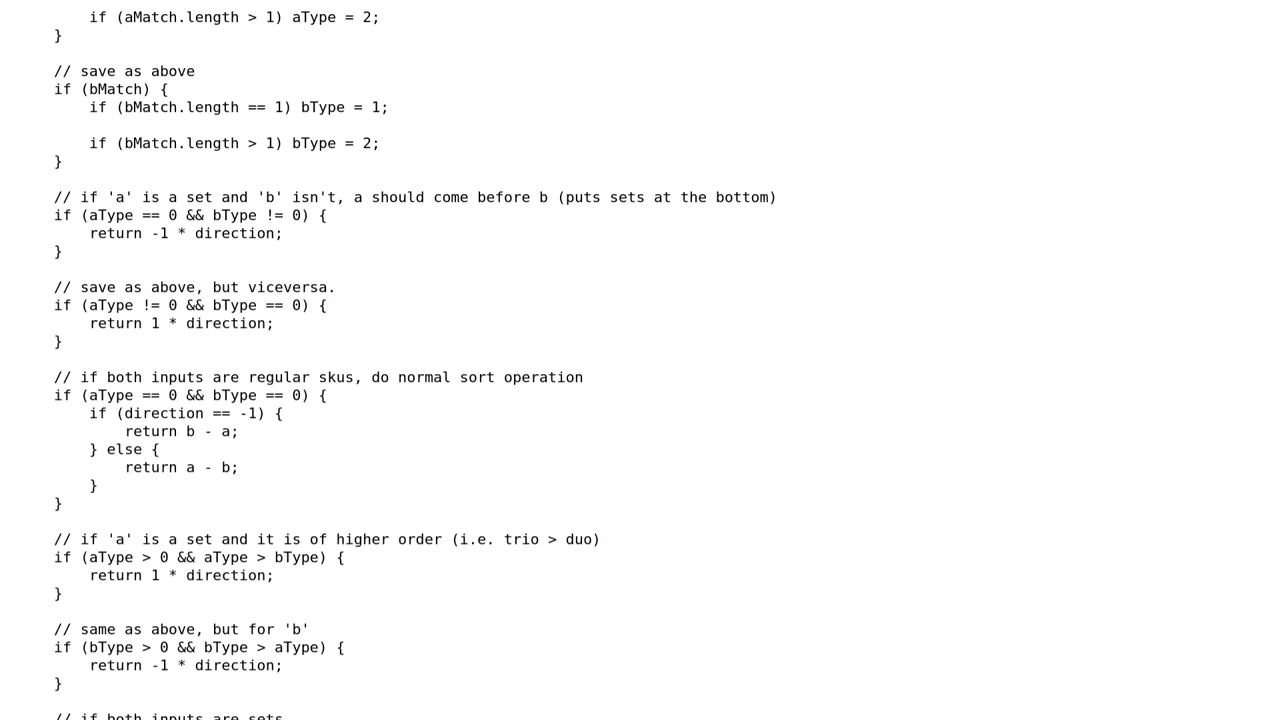 if (aMatch.length > 1) aType = 2;
}
// save as above
if (bMatch) {
if (bMatch.length == 1) bType = 1;
if (bMatch.length > 1) bType = 2;
}
// if 'a' is a set and 'b' isn't, a should come before b (puts sets at the bottom)
if (aType == 0 && bType != 0) {
return -1 * direction;
}
// save as above, but viceversa.
if (aType != 0 && bType == 0) {
return 1 * direction;
}
// if both inputs are regular skus, do normal sort operation
if (aType == 0 && bType == 0) {
if (direction == -1) {
return b - a;
} else {
return a - b;
}
}
// if 'a' is a set and it is of higher order (i.e. trio > duo)
if (aType > 0 && aType > bType) {
return 1 * direction;
}
// same as above, but for 'b'
if (bType > 0 && bType > aType) {
return -1 * direction;
}
// if both inputs are sets